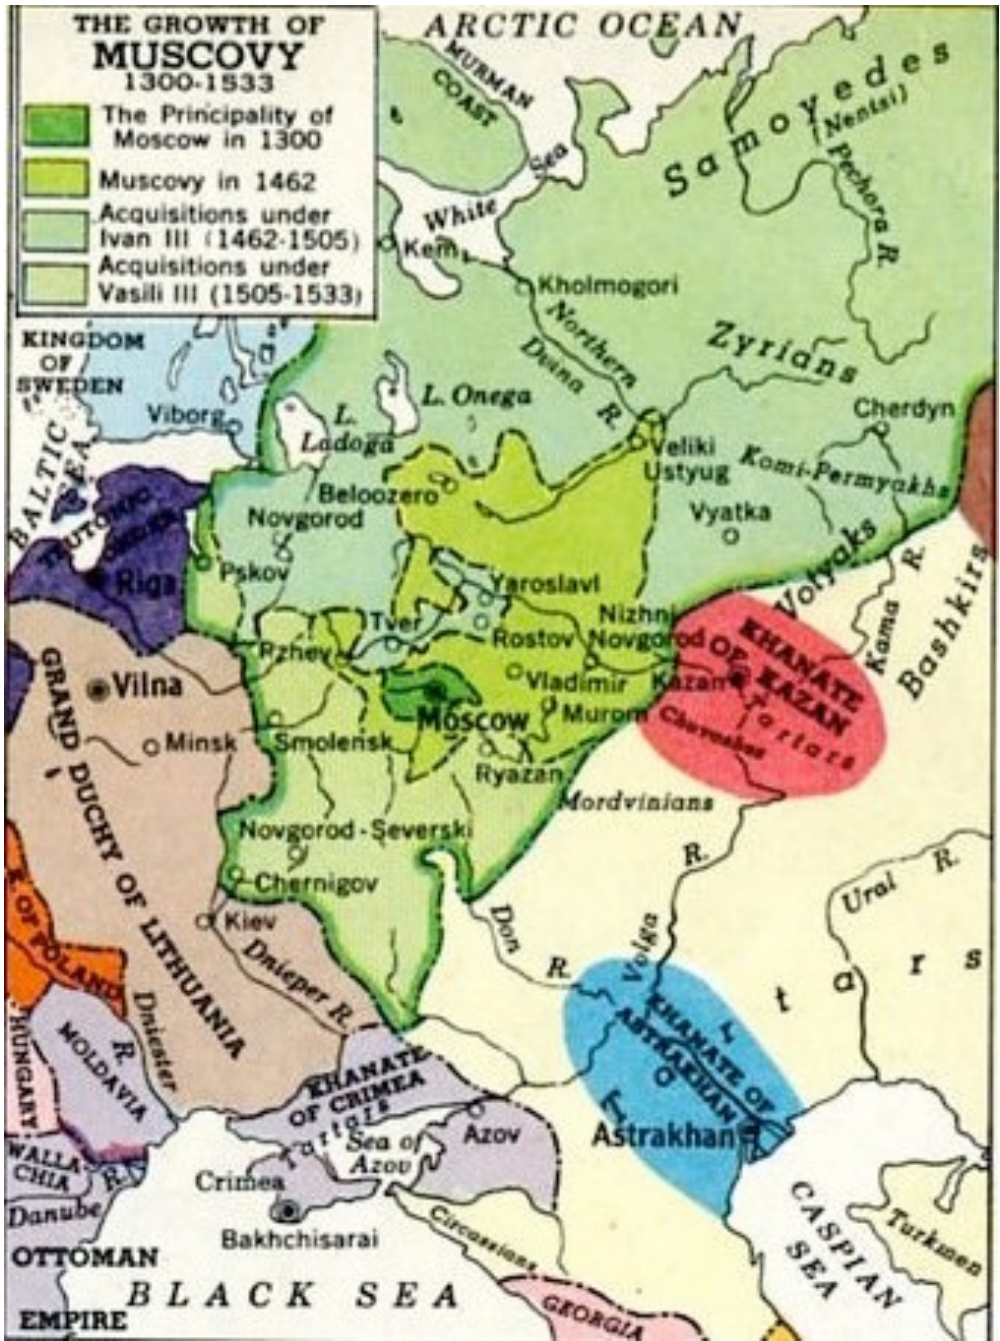 THE GROWTH OF
MUSCOVY
1300-1533
The Principality of
Moscow in 1300
Muscovy in 1462
Acquisitions under
Ivan III (1462-1505)
Acquisitions under
Vasili III (1505-1533)
ARCTIC OCEAN
MURMAN
COAST
Samoyedes
(Nentsi)
Pechora R.
White Sea
Kem
Kholmogori
Northern
Dvina R.
Zyrians
KINGDOM
OF
SWEDEN
Viborg
L.
Ladoga
L. Onega
Cherdyn
Veliki
Ustyug
Komi-Permyakhs
BALTIC
SEA
Beloozero
Novgorod
Vyatka
TEUTONIC
ORDER
Riga
Pskov
Yaroslavl
Votyaks
Kama R.
Bashkirs
Tver
Rzhev
Rostov
Nizhni
Novgorod
KHANATE
OF KAZAN
Kazan
Tartars
Chuvashes
Vilna
Vladimir
Moscow
Murom
Minsk
Smolensk
Ryazan
Mordvinians
GRAND DUCHY OF LITHUANIA
Novgorod-Severski
Chernigov
Kiev
Dnieper R.
Don R.
Volga R.
Ural R.
t a r s
E OF POLAND
HUNGARY
MOLDAVIA
Dniester
R.
KHANATE OF
ASTRAKHAN
Astrakhan
KHANATE
OF CRIMEA
Tartars
Sea of
Azov
Azov
Crimea
Bakhchisarai
WALLA-
CHIA
Danube R.
OTTOMAN
EMPIRE
BLACK SEA
Circassians
GEORGIA
CASPIAN
SEA
Turkmen